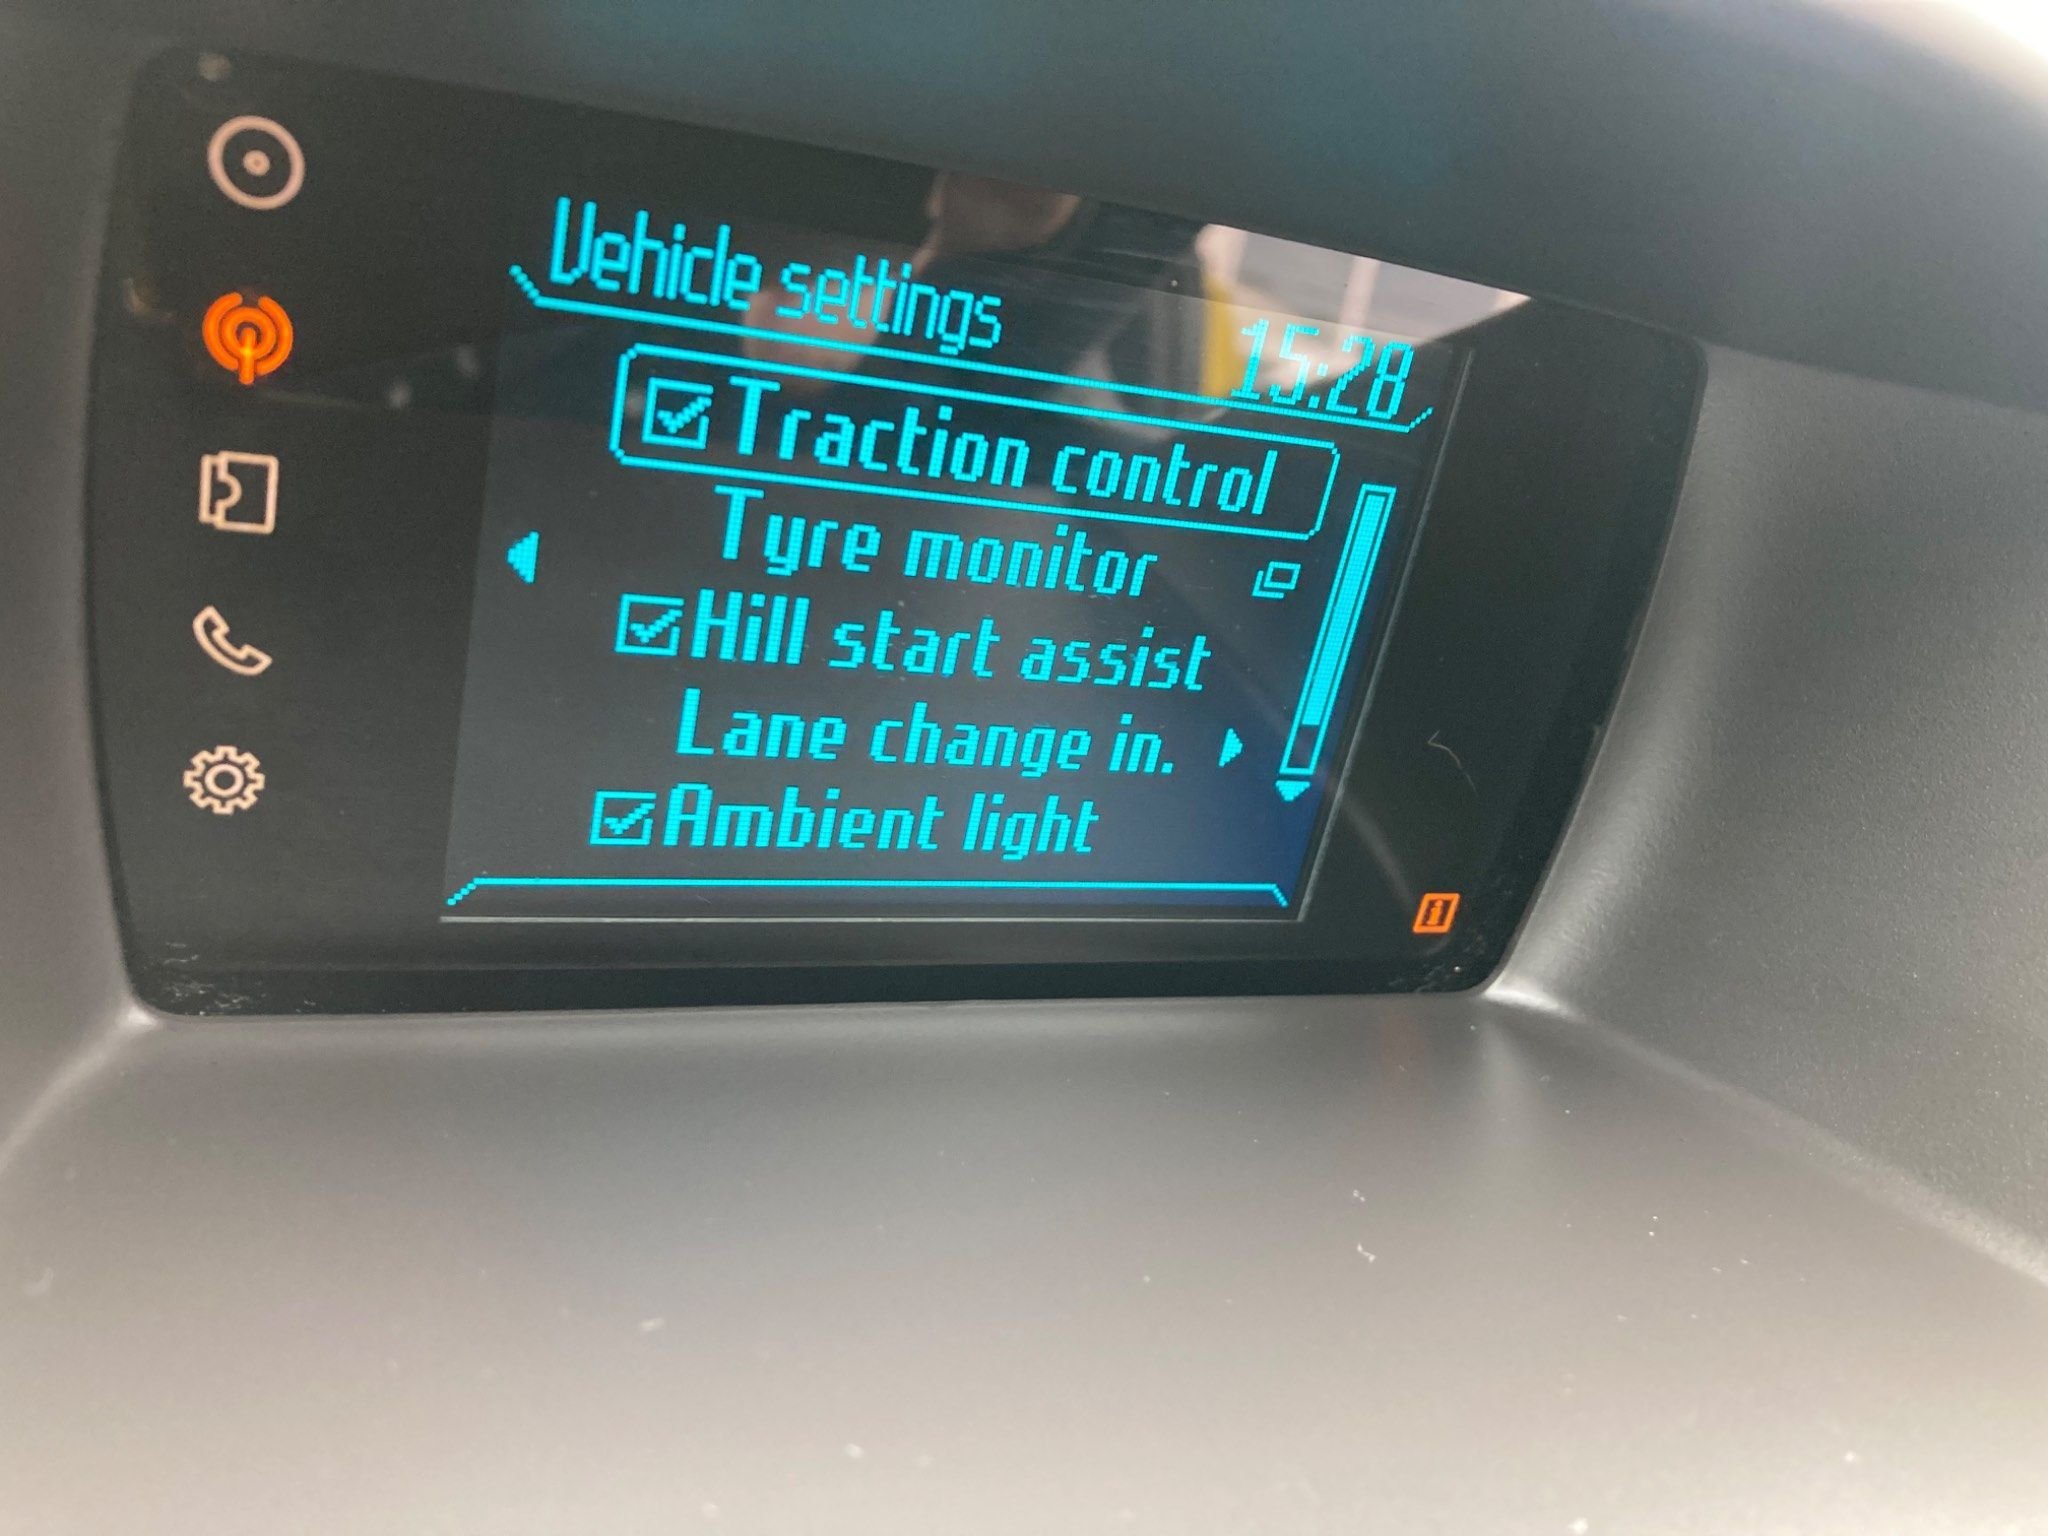 Vehicle settings
15:28
Traction control
Tyre monitor
Hill start assist
Lane change in.
Ambient light
i